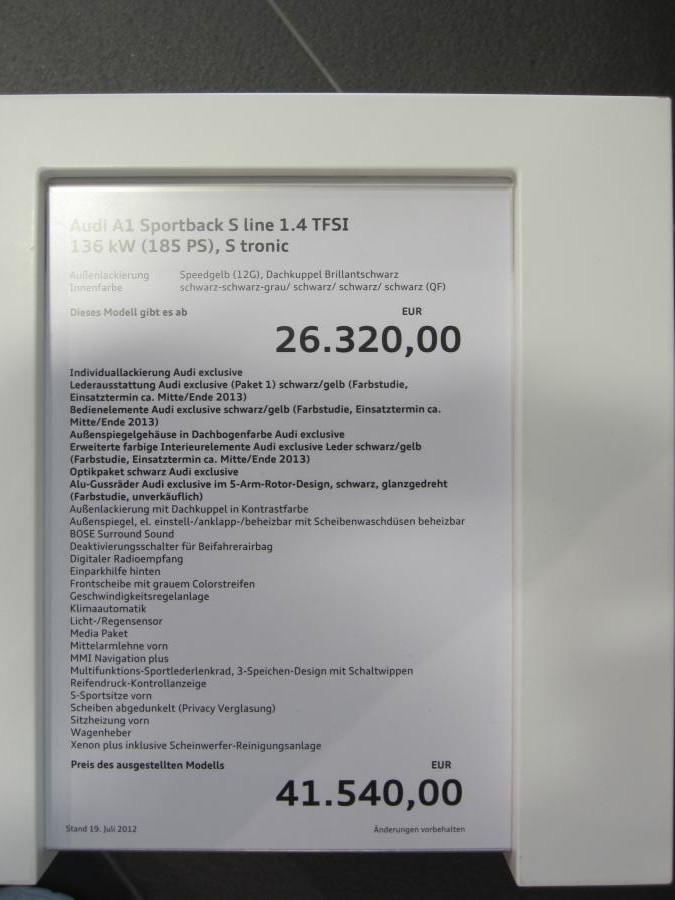 Audi A1 Sportback S line 1.4 TFSI
136 kW (185 PS), S tronic
Außenlackierung Speedgelb (12G), Dachkuppel Brillantschwarz
Innenfarbe schwarz-schwarz-grau/ schwarz/ schwarz/ schwarz (QF)
Dieses Modell gibt es ab EUR
26.320,00
Individuallackierung Audi exclusive
Lederausstattung Audi exclusive (Paket 1) schwarz/gelb (Farbstudie,
Einsatztermin ca. Mitte/Ende 2013)
Bedienelemente Audi exclusive schwarz/gelb (Farbstudie, Einsatztermin ca.
Mitte/Ende 2013)
Außenspiegelgehäuse in Dachbogenfarbe Audi exclusive
Erweiterte farbige Interieurelemente Audi exclusive Leder schwarz/gelb
(Farbstudie, Einsatztermin ca. Mitte/Ende 2013)
Optikpaket schwarz Audi exclusive
Alu-Gussräder Audi exclusive im 5-Arm-Rotor-Design, schwarz, glanzgedreht
(Farbstudie, unverkäuflich)
Außenlackierung mit Dachkuppel in Kontrastfarbe
Außenspiegel, el. einstell-/anklapp-/beheizbar mit Scheibenwaschdüsen beheizbar
BOSE Surround Sound
Deaktivierungsschalter für Beifahrerairbag
Digitaler Radioempfang
Einparkhilfe hinten
Frontscheibe mit grauem Colorstreifen
Geschwindigkeitsregelanlage
Klimaautomatik
Licht-/Regensensor
Media Paket
Mittelarmlehne vorn
MMI Navigation plus
Multifunktions-Sportlederlenkrad, 3-Speichen-Design mit Schaltwippen
Reifendruck-Kontrollanzeige
S-Sportsitze vorn
Scheiben abgedunkelt (Privacy Verglasung)
Sitzheizung vorn
Wagenheber
Xenon plus inklusive Scheinwerfer-Reinigungsanlage
Preis des ausgestellten Modells EUR
41.540,00
Stand 19. Juli 2012 Änderungen vorbehalten